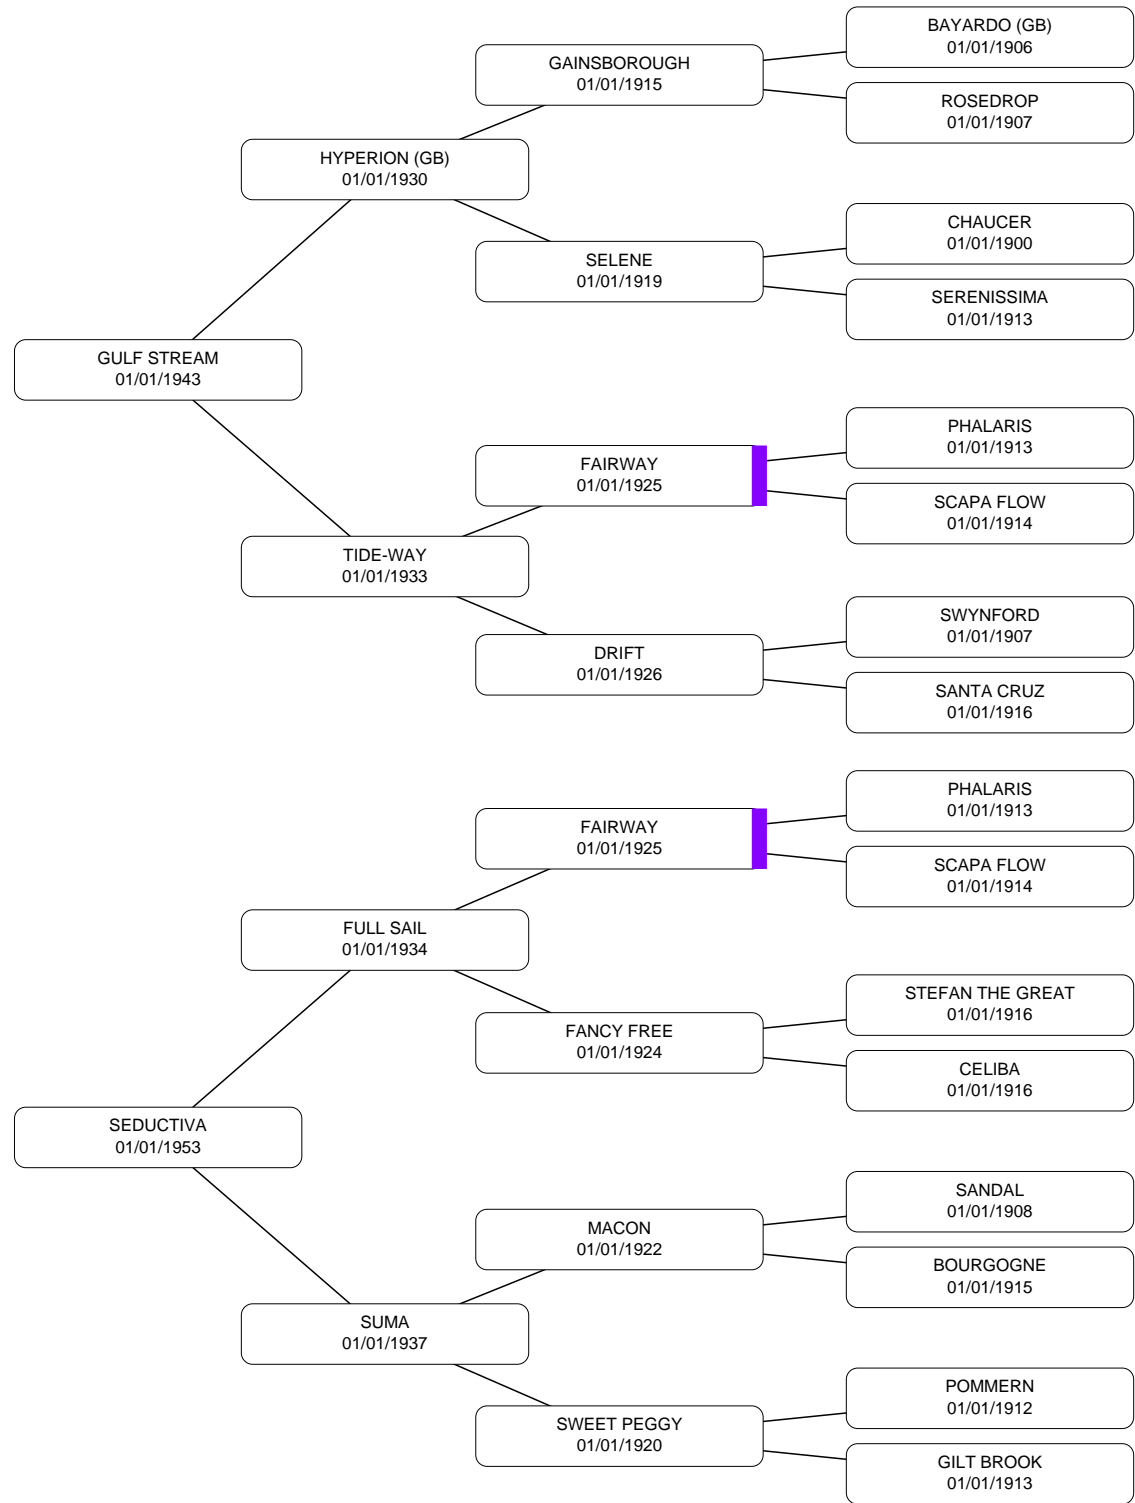 BAYARDO (GB)
01/01/1906
GAINSBOROUGH
01/01/1915
ROSEDROP
01/01/1907
HYPERION (GB)
01/01/1930
CHAUCER
01/01/1900
SELENE
01/01/1919
SERENISSIMA
01/01/1913
GULF STREAM
01/01/1943
PHALARIS
01/01/1913
FAIRWAY
01/01/1925
SCAPA FLOW
01/01/1914
TIDE-WAY
01/01/1933
SWYNFORD
01/01/1907
DRIFT
01/01/1926
SANTA CRUZ
01/01/1916
PHALARIS
01/01/1913
FAIRWAY
01/01/1925
SCAPA FLOW
01/01/1914
FULL SAIL
01/01/1934
STEFAN THE GREAT
01/01/1916
FANCY FREE
01/01/1924
CELIBA
01/01/1916
SEDUCTIVA
01/01/1953
SANDAL
01/01/1908
MACON
01/01/1922
BOURGOGNE
01/01/1915
SUMA
01/01/1937
POMMERN
01/01/1912
SWEET PEGGY
01/01/1920
GILT BROOK
01/01/1913